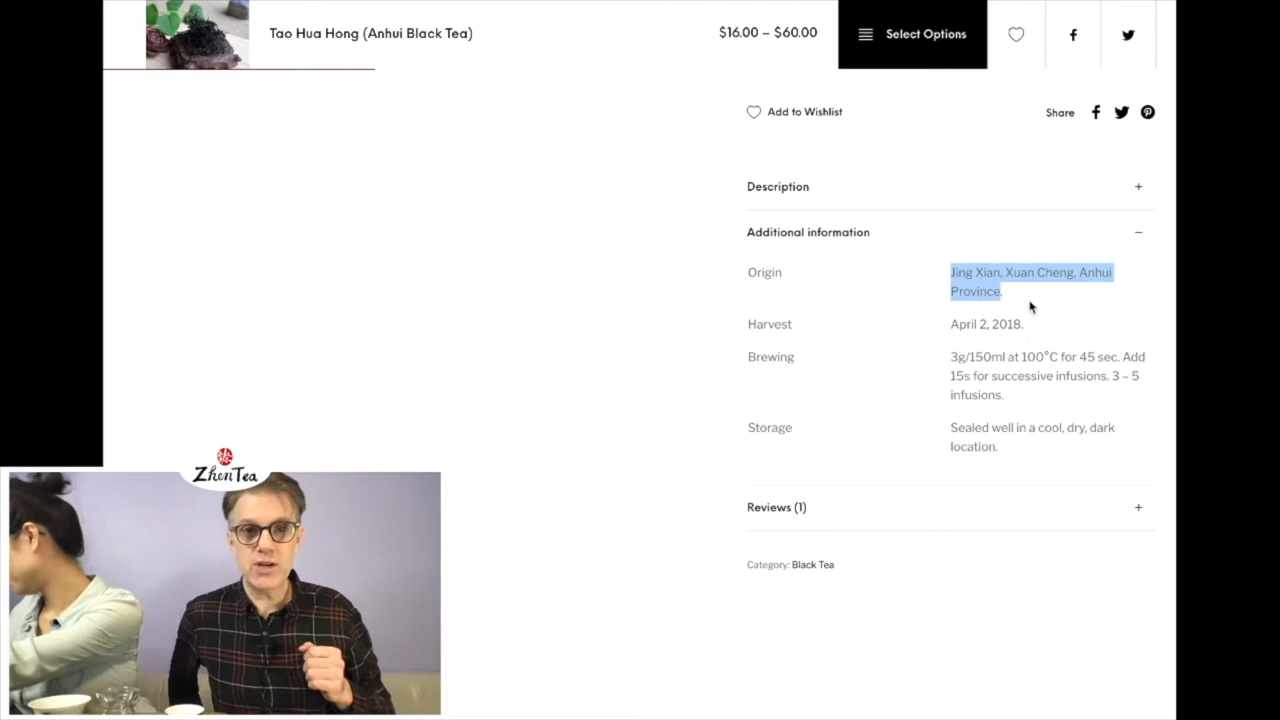 Tao Hua Hong (Anhui Black Tea)
$16.00 – $60.00
Select Options
Add to Wishlist
Share
Description
+
Additional information
–
Origin
Jing Xian, Xuan Cheng, Anhui
Province.
Harvest
April 2, 2018.
Brewing
3g/150ml at 100°C for 45 sec. Add
15s for successive infusions. 3 – 5
infusions.
Storage
Sealed well in a cool, dry, dark
location.
Reviews (1)
+
Category: Black Tea
ZhenTea